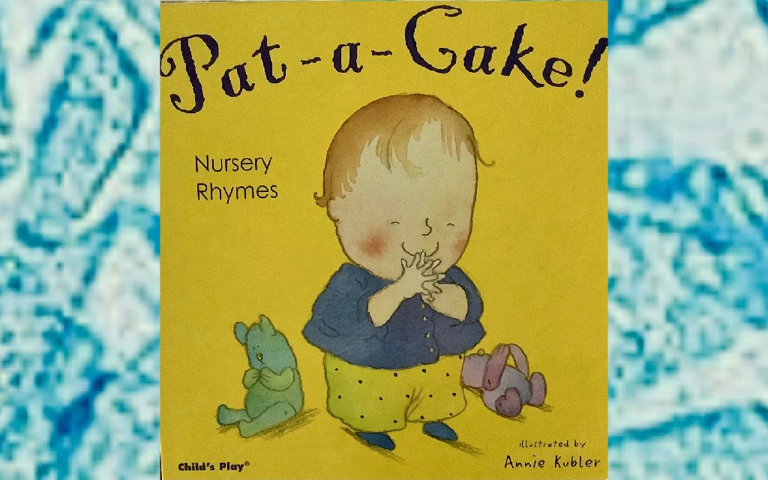 Pat-a-Cake!
Nursery
Rhymes
Child's Play®
illustrated by
Annie Kubler